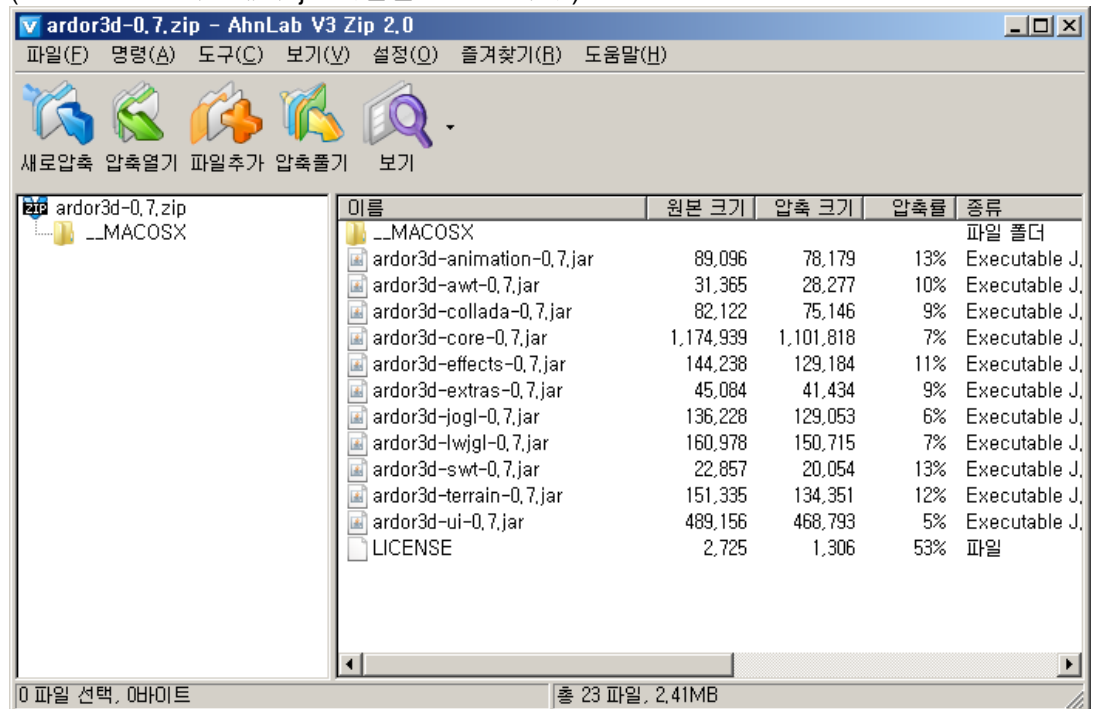 ardor3d-0.7.zip - AhnLab V3 Zip 2.0
파일(F) 명령(A) 도구(C) 보기(V) 설정(O) 즐겨찾기(R) 도움말(H)
새로압축 압축열기 파일추가 압축풀기 보기
ardor3d-0.7.zip
__MACOSX
이름 원본 크기 압축 크기 압축률 종류
__MACOSX 파일 폴더
ardor3d-animation-0.7.jar 89,096 78,179 13% Executable J.
ardor3d-awt-0.7.jar 31,365 28,277 10% Executable J.
ardor3d-collada-0.7.jar 82,122 75,146 9% Executable J.
ardor3d-core-0.7.jar 1,174,939 1,101,818 7% Executable J.
ardor3d-effects-0.7.jar 144,238 129,184 11% Executable J.
ardor3d-extras-0.7.jar 45,084 41,434 9% Executable J.
ardor3d-jogl-0.7.jar 136,228 129,053 6% Executable J.
ardor3d-lwjgl-0.7.jar 160,978 150,715 7% Executable J.
ardor3d-swt-0.7.jar 22,857 20,054 13% Executable J.
ardor3d-terrain-0.7.jar 151,335 134,351 12% Executable J.
ardor3d-ui-0.7.jar 489,156 468,793 5% Executable J.
LICENSE 2,725 1,306 53% 파일
0 파일 선택, 0바이트 총 23 파일, 2.41MB